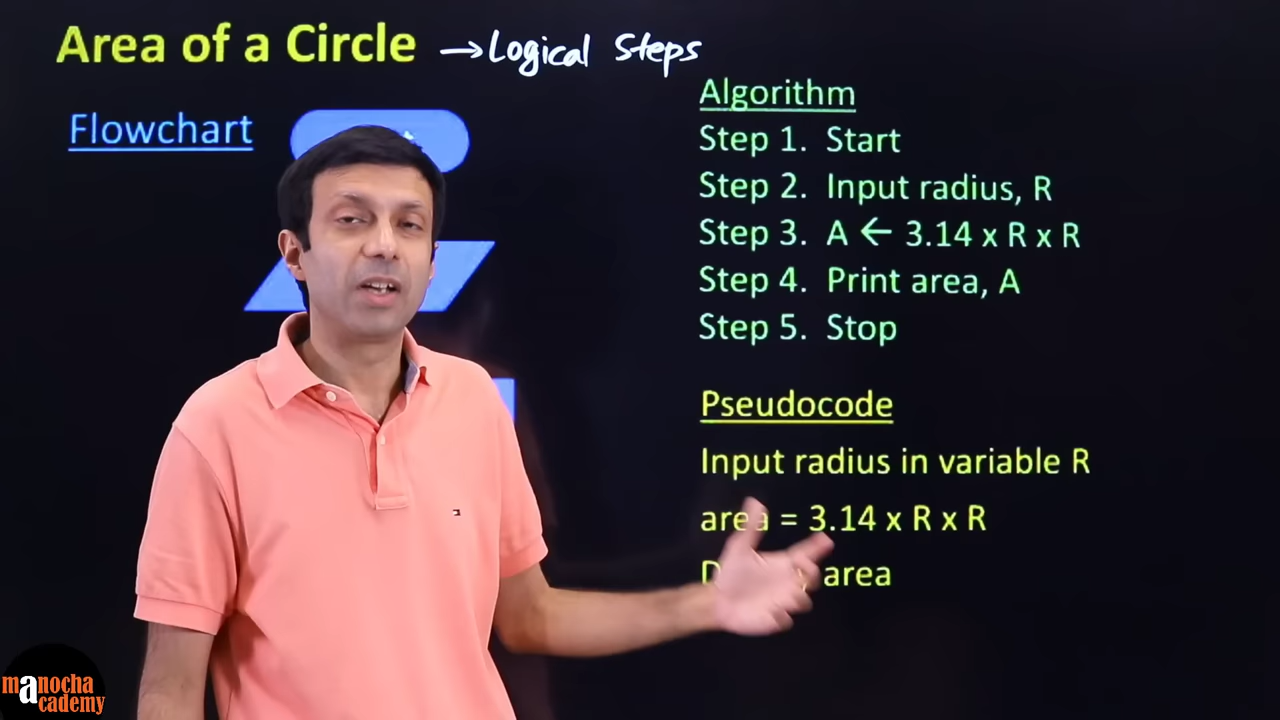 Area of a Circle → Logical Steps
Flowchart
Algorithm
Step 1. Start
Step 2. Input radius, R
Step 3. A ← 3.14 x R x R
Step 4. Print area, A
Step 5. Stop
Pseudocode
Input radius in variable R
area = 3.14 x R x R
area
manocha
academy